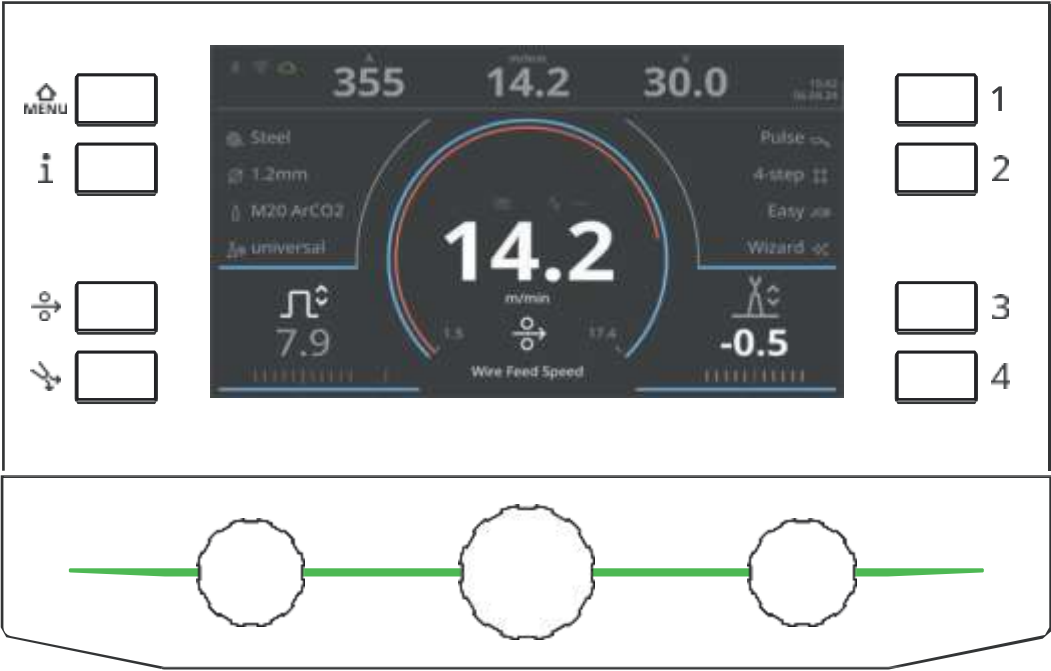 A m/min V
355 14.2 30.0
MENU
1
Steel Pulse
i
1.2mm 4-step
2
M20 ArCO2 Easy
universal Wizard
14.2
m/min
3
7.9 1.5 17.4 -0.5
Wire Feed Speed
4